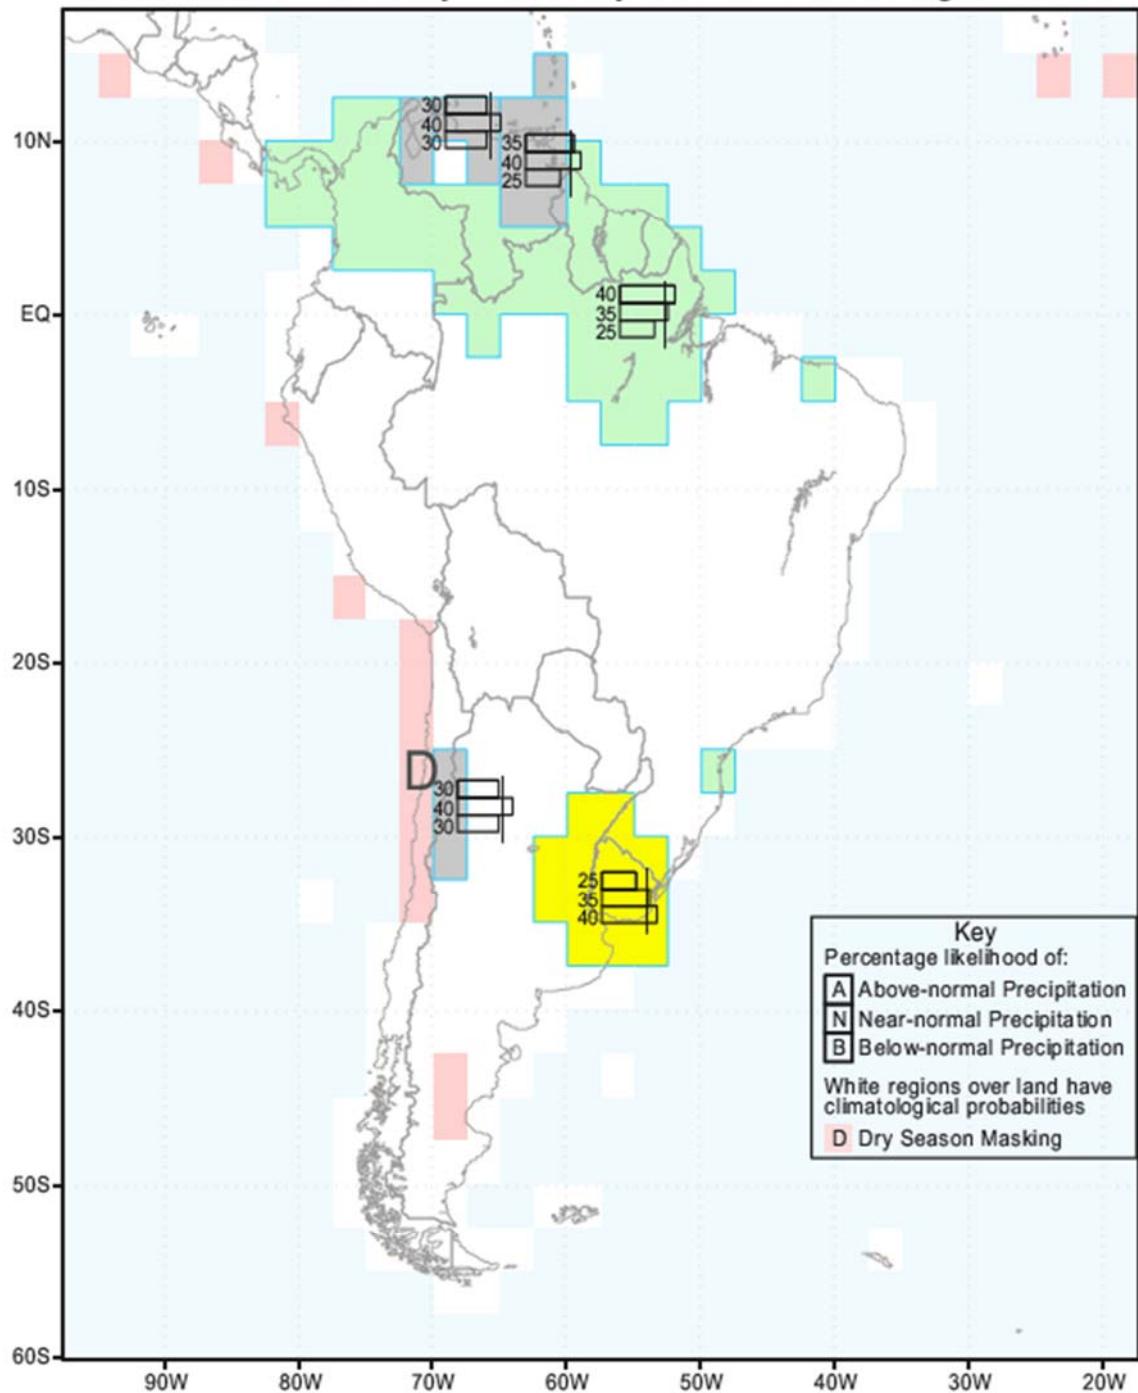 30
40
30
35
40
25
10N
40
35
25
EQ
10S
20S
D
30
40
30
30S
25
35
40
Key
Percentage likelihood of:
A Above-normal Precipitation
N Near-normal Precipitation
B Below-normal Precipitation
White regions over land have
climatological probabilities
D Dry Season Masking
40S
50S
60S
90W 80W 70W 60W 50W 40W 30W 20W